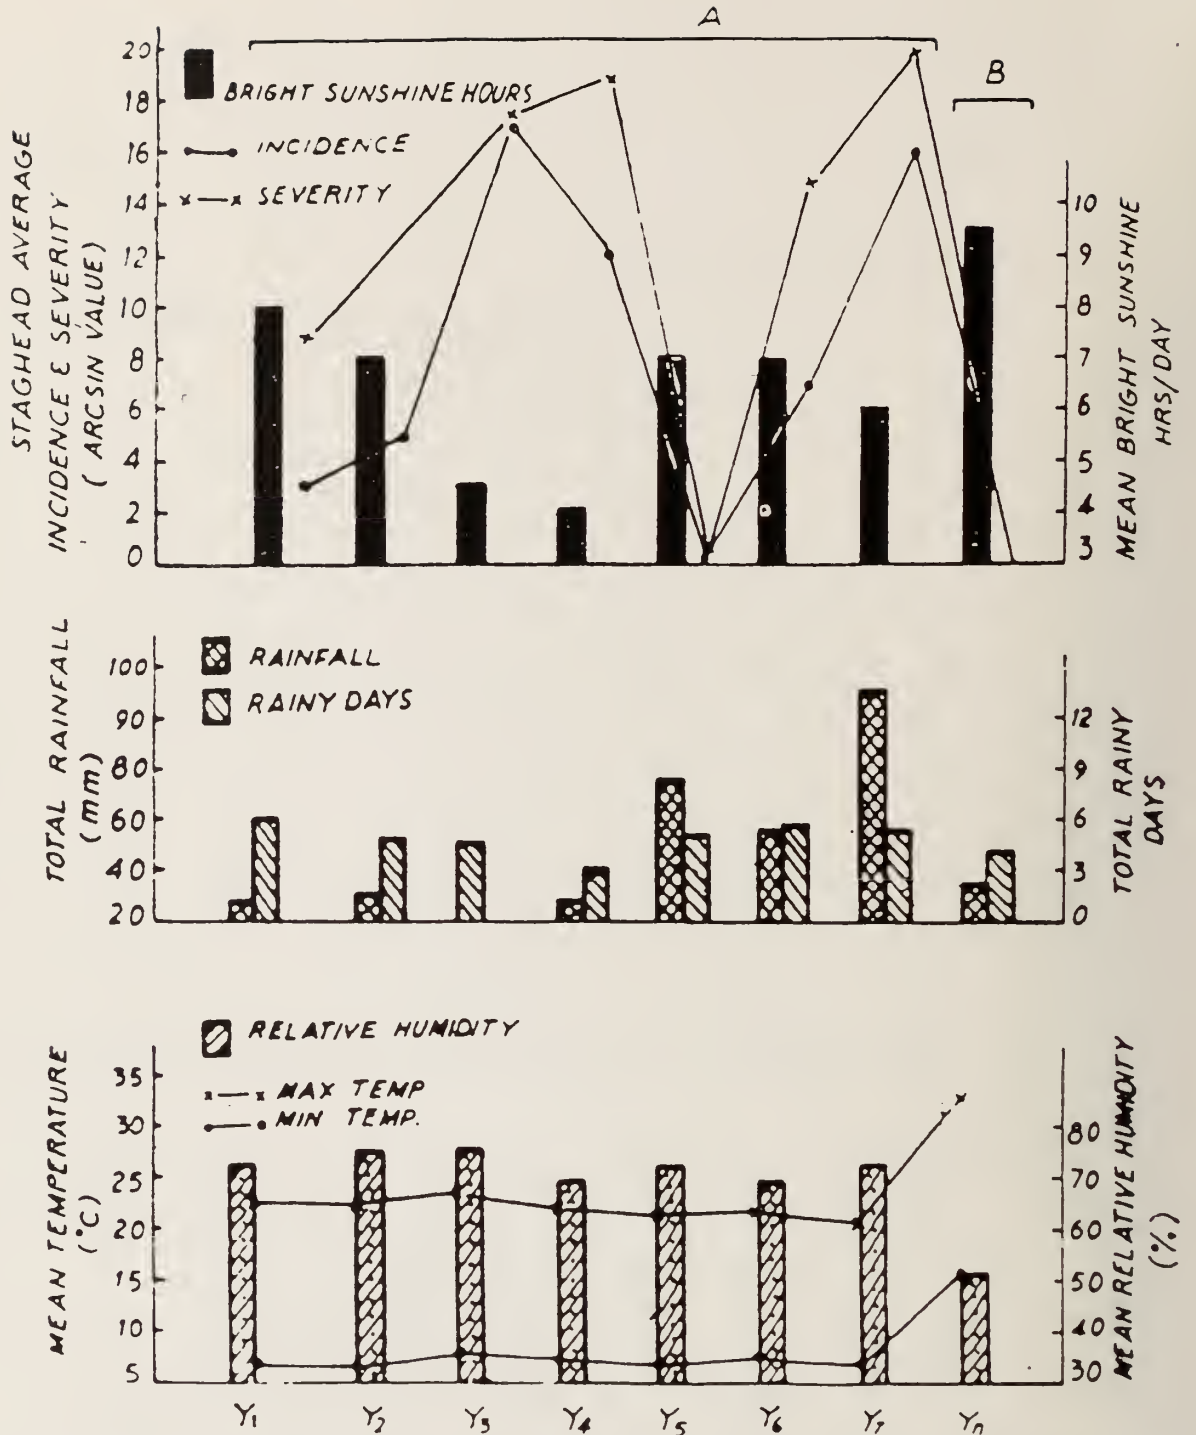 A
B
20
18
16
14
12
10
8
6
4
2
0
STAGHEAD AVERAGE
INCIDENCE & SEVERITY
(ARCSIN VALUE)
BRIGHT SUNSHINE HOURS
INCIDENCE
SEVERITY
10
9
8
7
6
5
4
3
MEAN BRIGHT SUNSHINE
HRS/DAY
100
90
80
60
40
20
TOTAL RAINFALL
(mm)
RAINFALL
RAINY DAYS
12
9
6
3
0
TOTAL RAINY
DAYS
35
30
25
20
15
10
5
MEAN TEMPERATURE
(°C)
RELATIVE HUMIDITY
MAX TEMP
MIN TEMP.
80
70
60
50
40
30
MEAN RELATIVE HUMIDITY
(%)
Y1 Y2 Y3 Y4 Y5 Y6 Y7 Yn